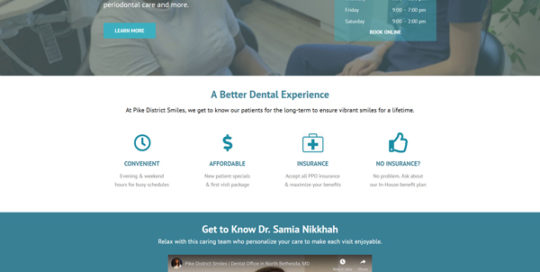 periodontal care and more.
LEARN MORE
Friday 9:00 - 7:00 pm
Saturday 9:00 - 2:00 pm
BOOK ONLINE
A Better Dental Experience
At Pike District Smiles, we get to know our patients for the long-term to ensure vibrant smiles for a lifetime.
CONVENIENT
Evening & weekend
hours for busy schedules
AFFORDABLE
New patient specials
& first visit package
INSURANCE
Accept all PPO insurance
& maximize your benefits
NO INSURANCE?
No problem. Ask about
our In-House benefit plan
Get to Know Dr. Samia Nikkhah
Relax with this caring team who personalize your care to make each visit enjoyable.
Pike District Smiles | Dental Office in North Bethesda, MD